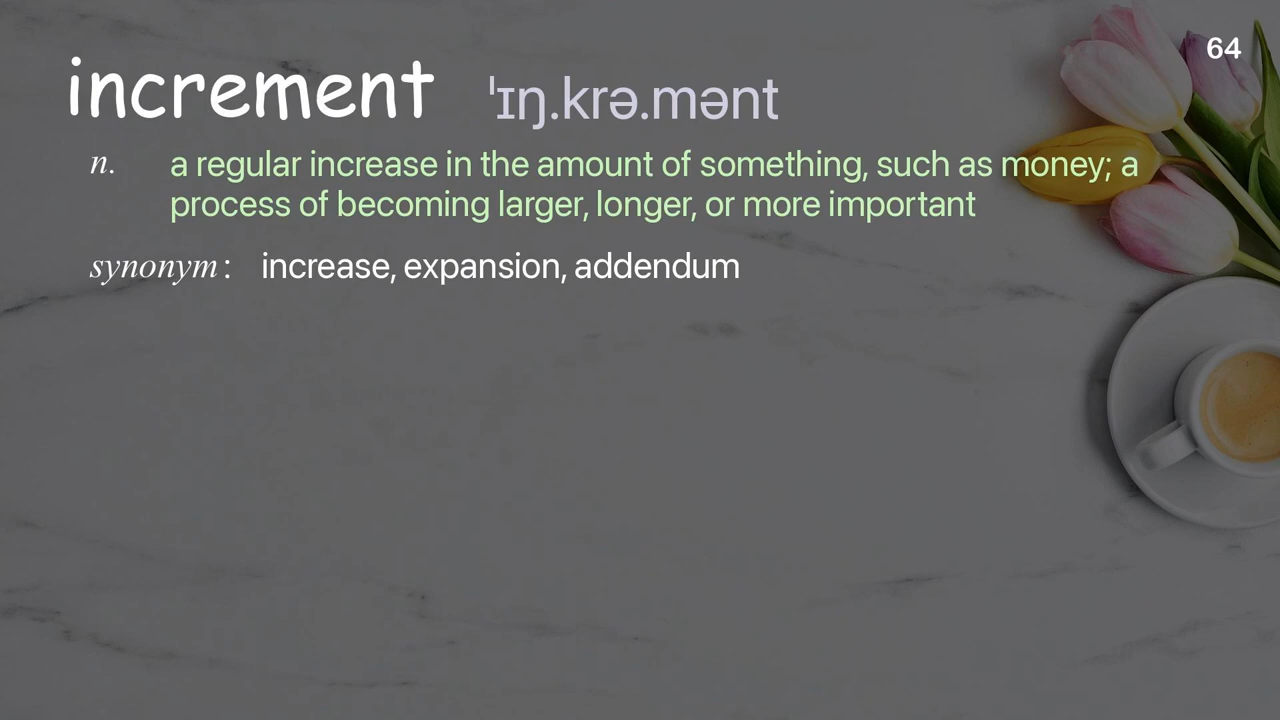 64
increment ˈɪŋ.krə.mənt
n. a regular increase in the amount of something, such as money; a
process of becoming larger, longer, or more important
synonym: increase, expansion, addendum